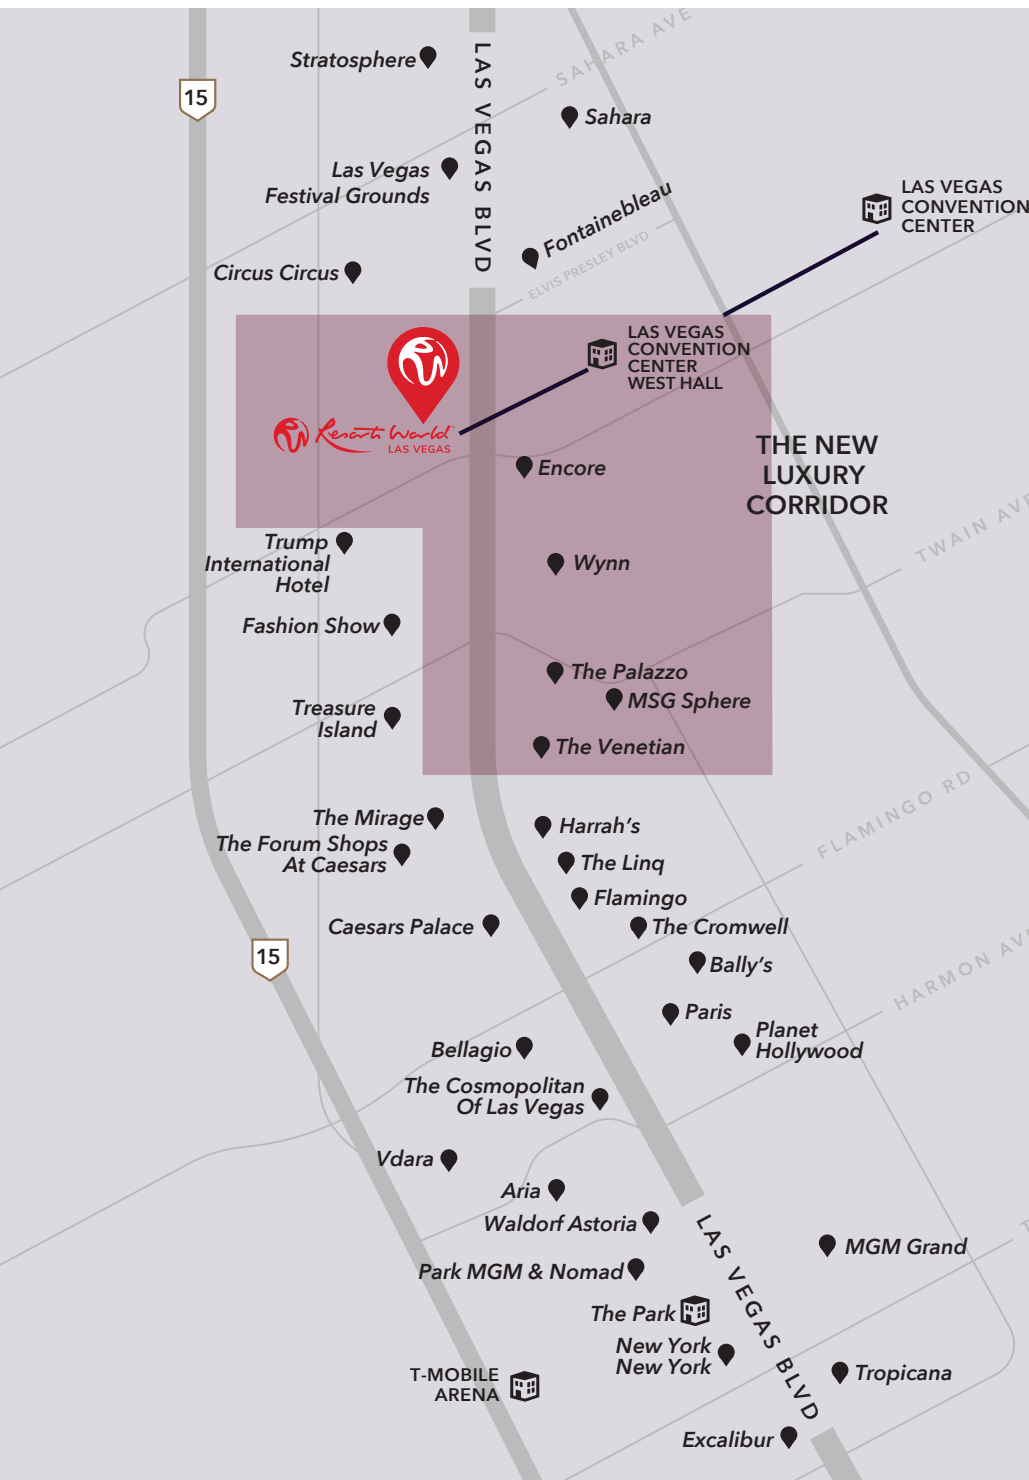 Stratosphere
LAS VEGAS BLVD
SAHARA AVE
15
Sahara
Las Vegas
Festival Grounds
Fontainebleau
ELVIS PRESLEY BLVD
LAS VEGAS
CONVENTION
CENTER
Circus Circus
LAS VEGAS
CONVENTION
CENTER
WEST HALL
Resorts World
LAS VEGAS
THE NEW
LUXURY
CORRIDOR
Encore
TWAIN AVE
Trump
International
Hotel
Wynn
Fashion Show
The Palazzo
MSG Sphere
Treasure
Island
The Venetian
FLAMINGO RD
The Mirage
Harrah's
The Forum Shops
At Caesars
The Linq
Flamingo
Caesars Palace
The Cromwell
15
Bally's
HARMON AVE
Paris
Planet
Hollywood
Bellagio
The Cosmopolitan
Of Las Vegas
Vdara
Aria
Waldorf Astoria
LAS VEGAS BLVD
MGM Grand
Park MGM & Nomad
The Park
New York
New York
T-MOBILE
ARENA
Tropicana
Excalibur